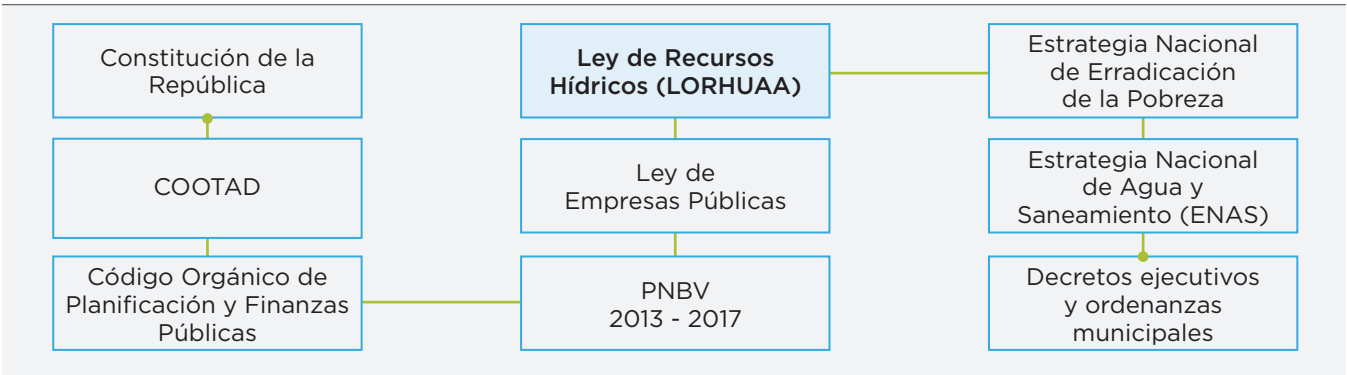 Constitución de la
República
COOTAD
Código Orgánico de
Planificación y Finanzas
Públicas
Ley de Recursos
Hídricos (LORHUAA)
Ley de
Empresas Públicas
PNBV
2013 - 2017
Estrategia Nacional
de Erradicación
de la Pobreza
Estrategia Nacional
de Agua y
Saneamiento (ENAS)
Decretos ejecutivos
y ordenanzas
municipales